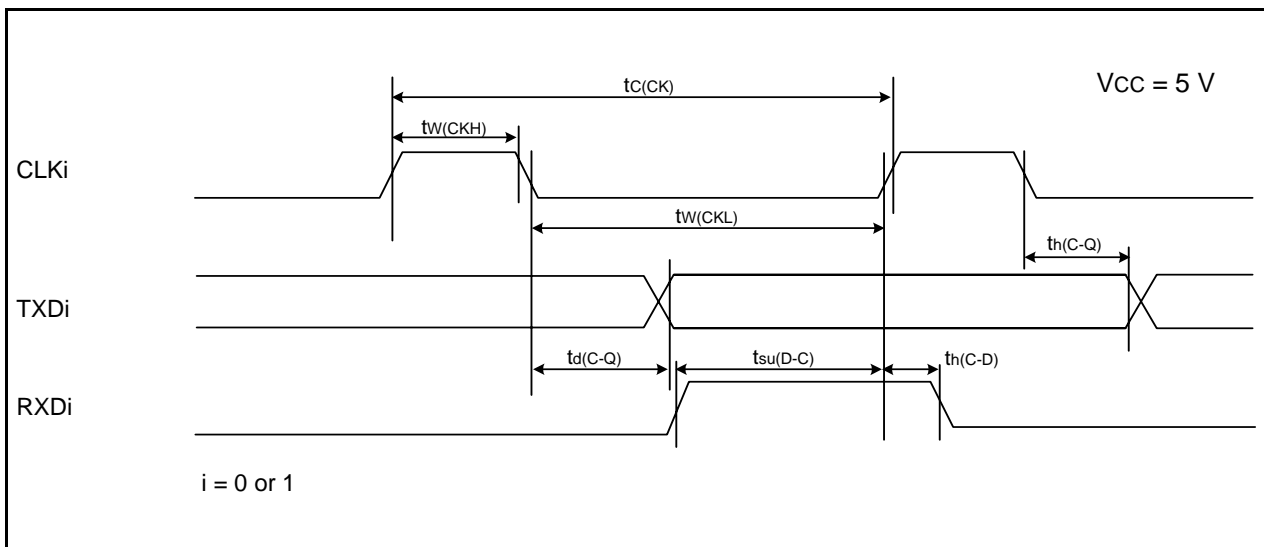 tC(CK)
VCC = 5 V
tW(CKH)
CLKi
tW(CKL)
th(C-Q)
TXDi
td(C-Q)
tsu(D-C)
th(C-D)
RXDi
i = 0 or 1